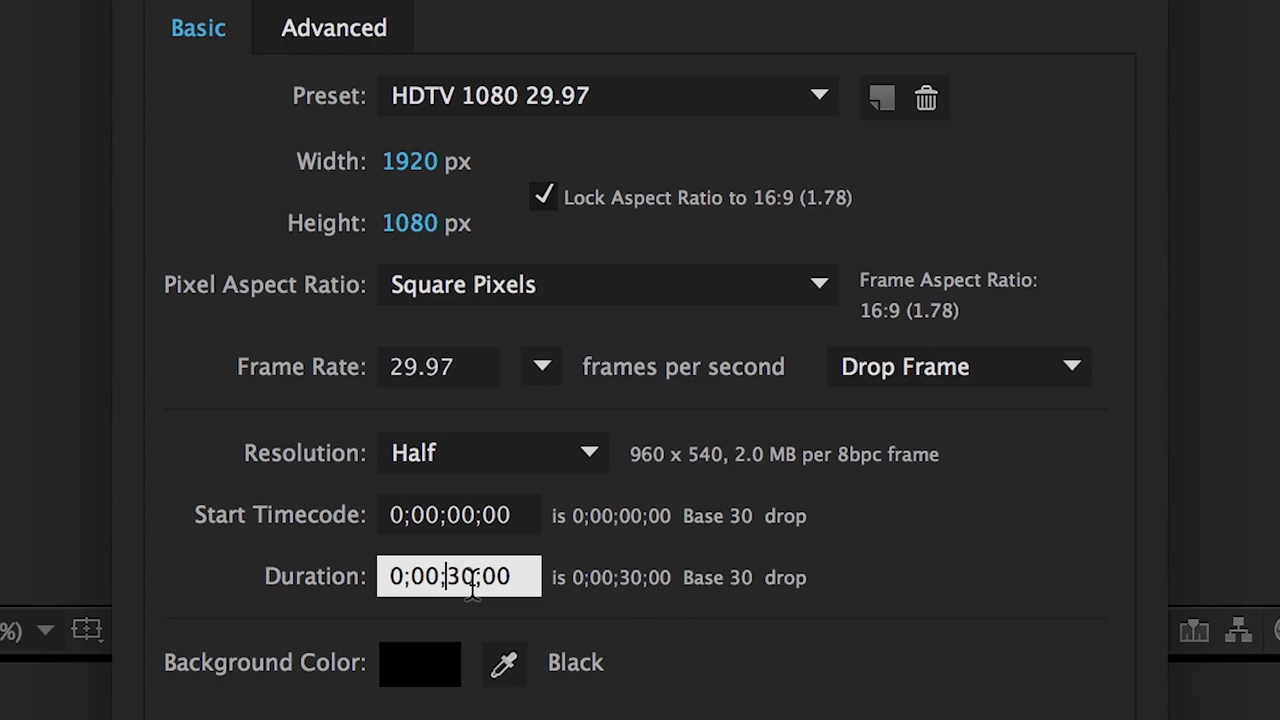 Basic Advanced
Preset: HDTV 1080 29.97
Width: 1920 px
Lock Aspect Ratio to 16:9 (1.78)
Height: 1080 px
Pixel Aspect Ratio: Square Pixels
Frame Aspect Ratio:
16:9 (1.78)
Frame Rate: 29.97 frames per second Drop Frame
Resolution: Half 960 x 540, 2.0 MB per 8bpc frame
Start Timecode: 0;00;00;00 is 0;00;00;00 Base 30 drop
Duration: 0;00;30;00 is 0;00;30;00 Base 30 drop
%)
Background Color: Black